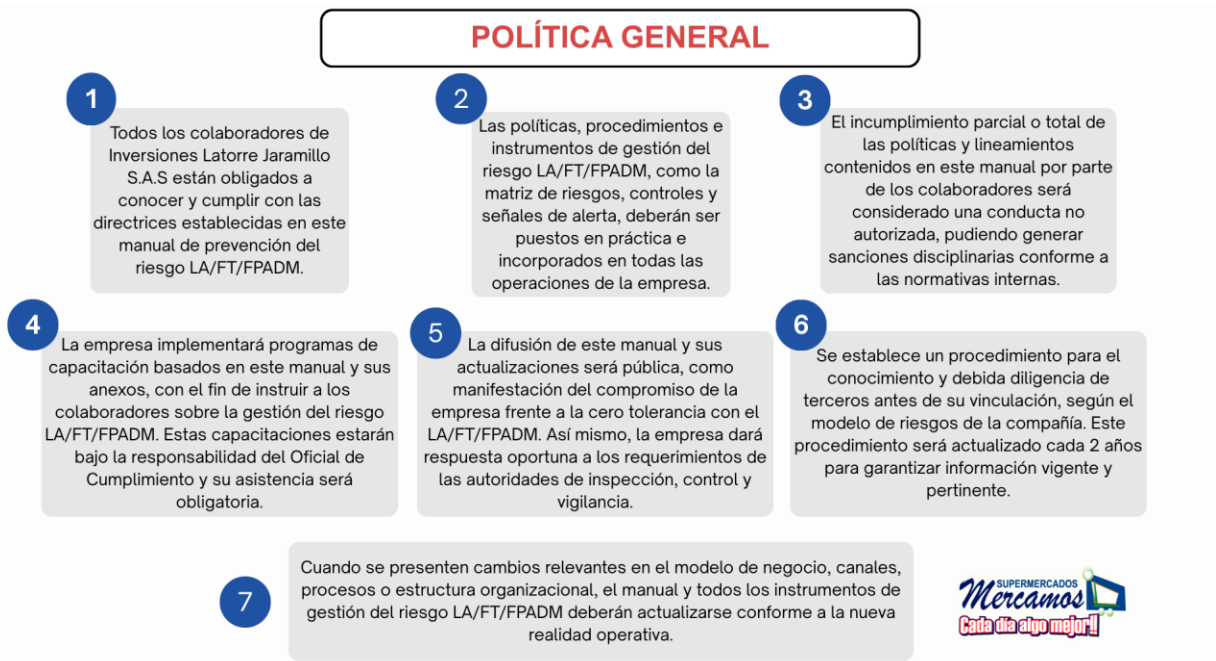 POLÍTICA GENERAL
1
Todos los colaboradores de
Inversiones Latorre Jaramillo
S.A.S están obligados a
conocer y cumplir con las
directrices establecidas en este
manual de prevención del
riesgo LA/FT/FPADM.
2
Las políticas, procedimientos e
instrumentos de gestión del
riesgo LA/FT/FPADM, como la
matriz de riesgos, controles y
señales de alerta, deberán ser
puestos en práctica e
incorporados en todas las
operaciones de la empresa.
3
El incumplimiento parcial o total de
las políticas y lineamientos
contenidos en este manual por parte
de los colaboradores será
considerado una conducta no
autorizada, pudiendo generar
sanciones disciplinarias conforme a
las normativas internas.
4
La empresa implementará programas de
capacitación basados en este manual y sus
anexos, con el fin de instruir a los
colaboradores sobre la gestión del riesgo
LA/FT/FPADM. Estas capacitaciones estarán
bajo la responsabilidad del Oficial de
Cumplimiento y su asistencia será
obligatoria.
5
La difusión de este manual y sus
actualizaciones será pública, como
manifestación del compromiso de la
empresa frente a la cero tolerancia con el
LA/FT/FPADM. Así mismo, la empresa dará
respuesta oportuna a los requerimientos de
las autoridades de inspección, control y
vigilancia.
6
Se establece un procedimiento para el
conocimiento y debida diligencia de
terceros antes de su vinculación, según el
modelo de riesgos de la compañía. Este
procedimiento será actualizado cada 2 años
para garantizar información vigente y
pertinente.
7
Cuando se presenten cambios relevantes en el modelo de negocio, canales,
procesos o estructura organizacional, el manual y todos los instrumentos de
gestión del riesgo LA/FT/FPADM deberán actualizarse conforme a la nueva
realidad operativa.
SUPERMERCADOS
Mercamos
Cada día algo mejor!!